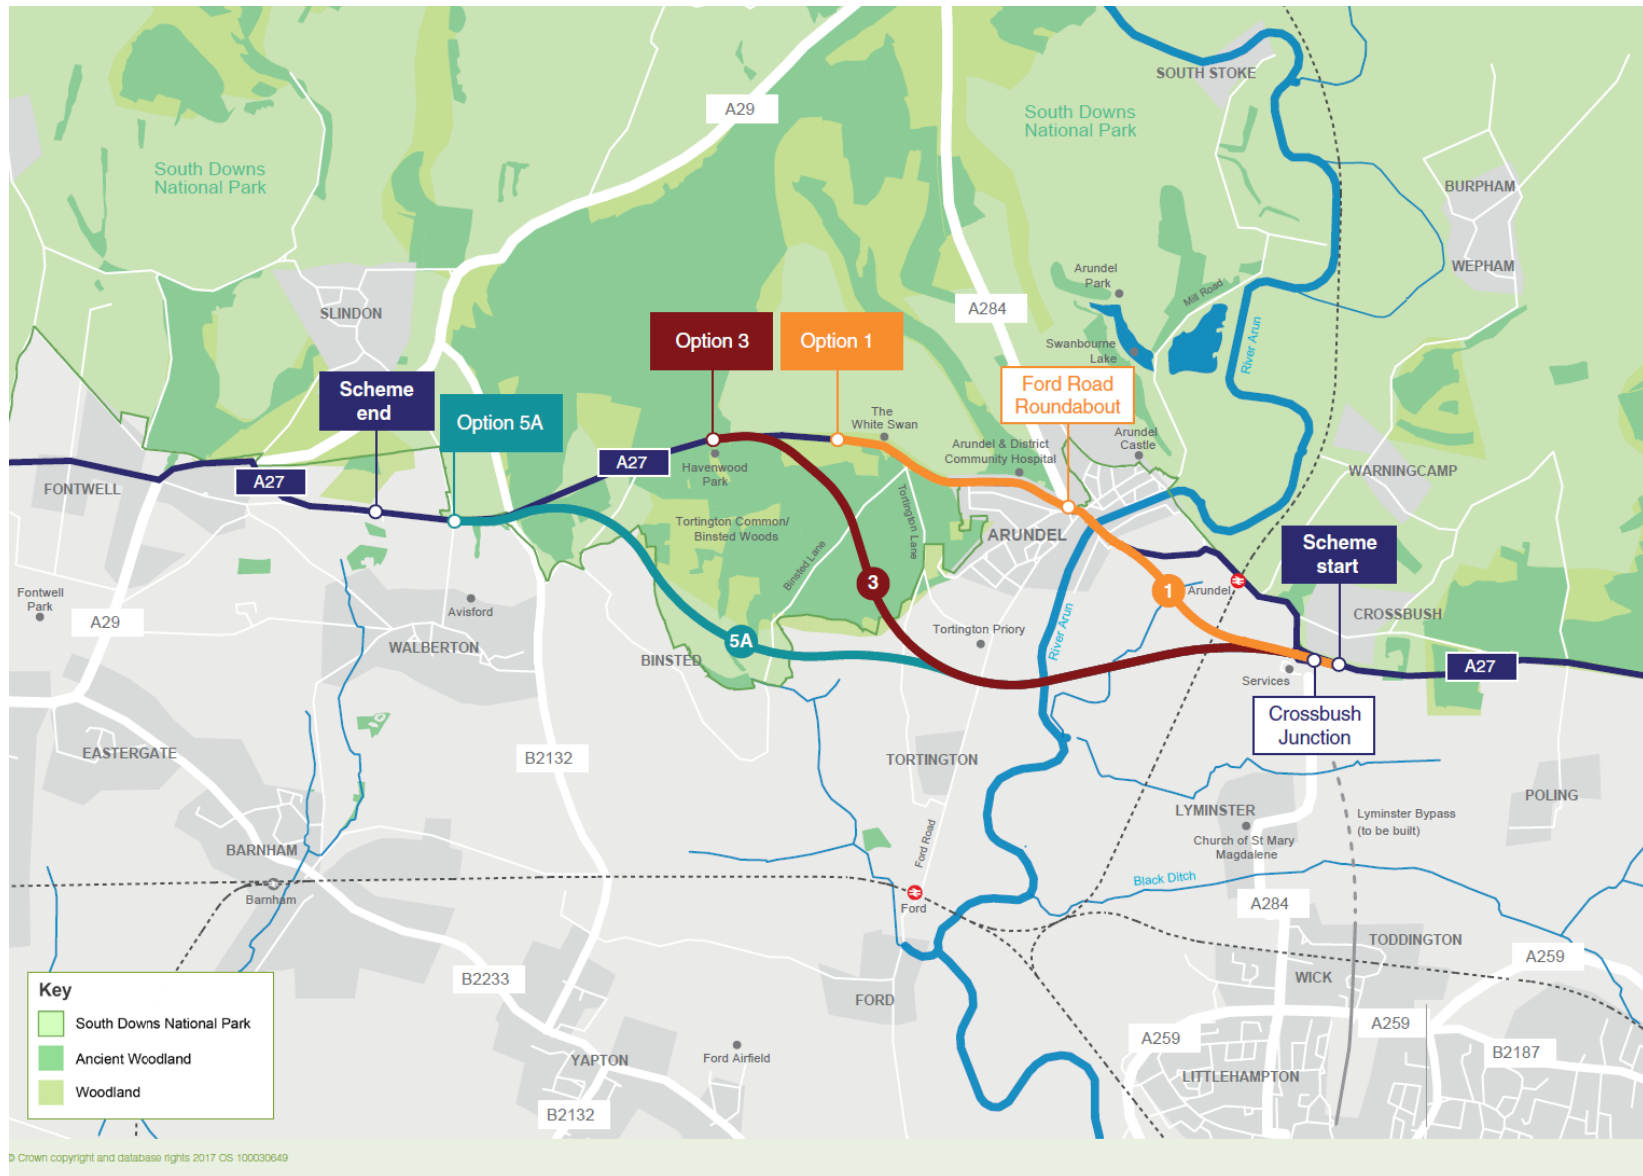 SOUTH STOKE
A29
South Downs
National Park
South Downs
National Park
BURPHAM
WEPHAM
Arundel
Park
Mill Road
A284
SLINDON
Option 3
Option 1
Swanbourne
Lake
River Arun
Scheme
end
Ford Road
Roundabout
Option 5A
The
White Swan
Arundel
Castle
Arundel & District
Community Hospital
A27
Havenwood
Park
WARNINGCAMP
A27
FONTWELL
Tortington Lane
Tortington Common/
Binsted Woods
ARUNDEL
Scheme
start
Binsted Lane
3
1
Arundel
Fontwell
Park
A29
Avisford
CROSSBUSH
River Arun
Tortington Priory
5A
WALBERTON
BINSTED
Services
A27
Crossbush
Junction
EASTERGATE
B2132
TORTINGTON
POLING
LYMINSTER
Lyminster Bypass
(to be built)
Church of St Mary
Magdalene
Ford Road
BARNHAM
Black Ditch
Barnham
Ford
A284
TODDINGTON
A259
WICK
B2233
FORD
Key
South Downs National Park
Ancient Woodland
Woodland
A259
A259
B2187
YAPTON
Ford Airfield
LITTLEHAMPTON
B2132
© Crown copyright and database rights 2017 OS 100030649